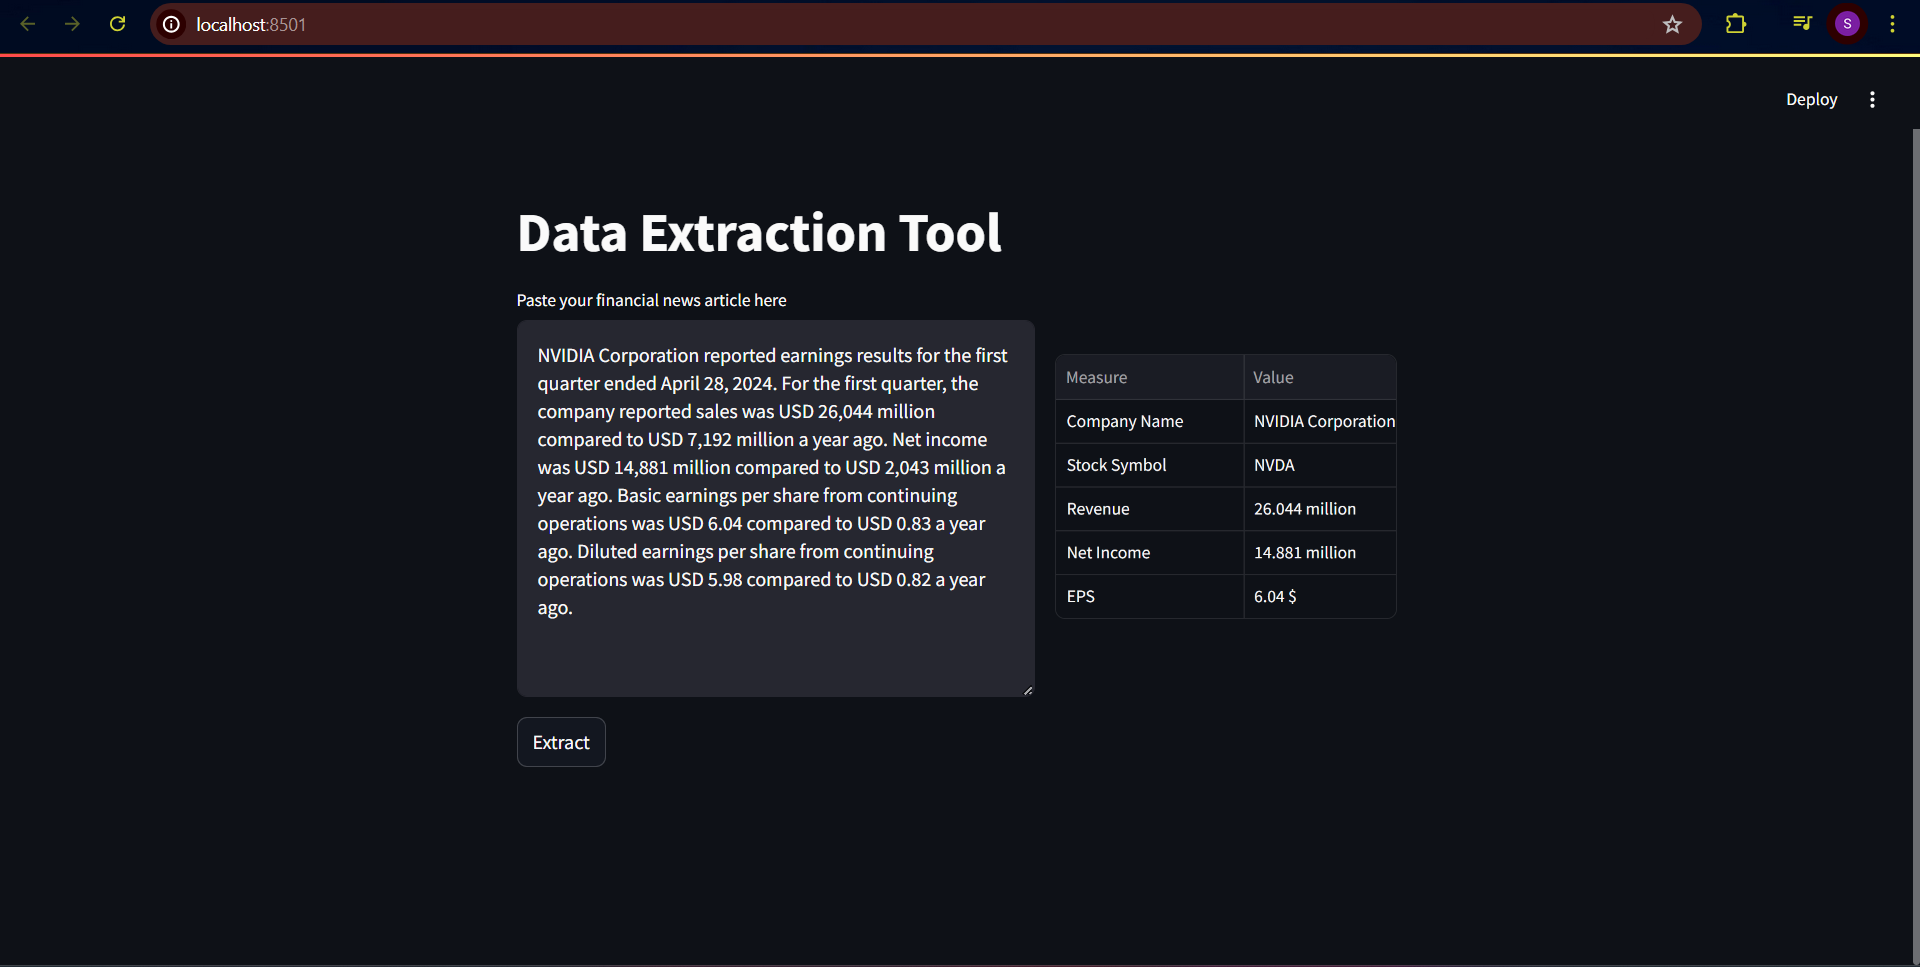 localhost:8501
S
Deploy
Data Extraction Tool
Paste your financial news article here
NVIDIA Corporation reported earnings results for the first
quarter ended April 28, 2024. For the first quarter, the
company reported sales was USD 26,044 million
compared to USD 7,192 million a year ago. Net income
was USD 14,881 million compared to USD 2,043 million a
year ago. Basic earnings per share from continuing
operations was USD 6.04 compared to USD 0.83 a year
ago. Diluted earnings per share from continuing
operations was USD 5.98 compared to USD 0.82 a year
ago.
Measure Value
Company Name NVIDIA Corporation
Stock Symbol NVDA
Revenue 26.044 million
Net Income 14.881 million
EPS 6.04 $
Extract